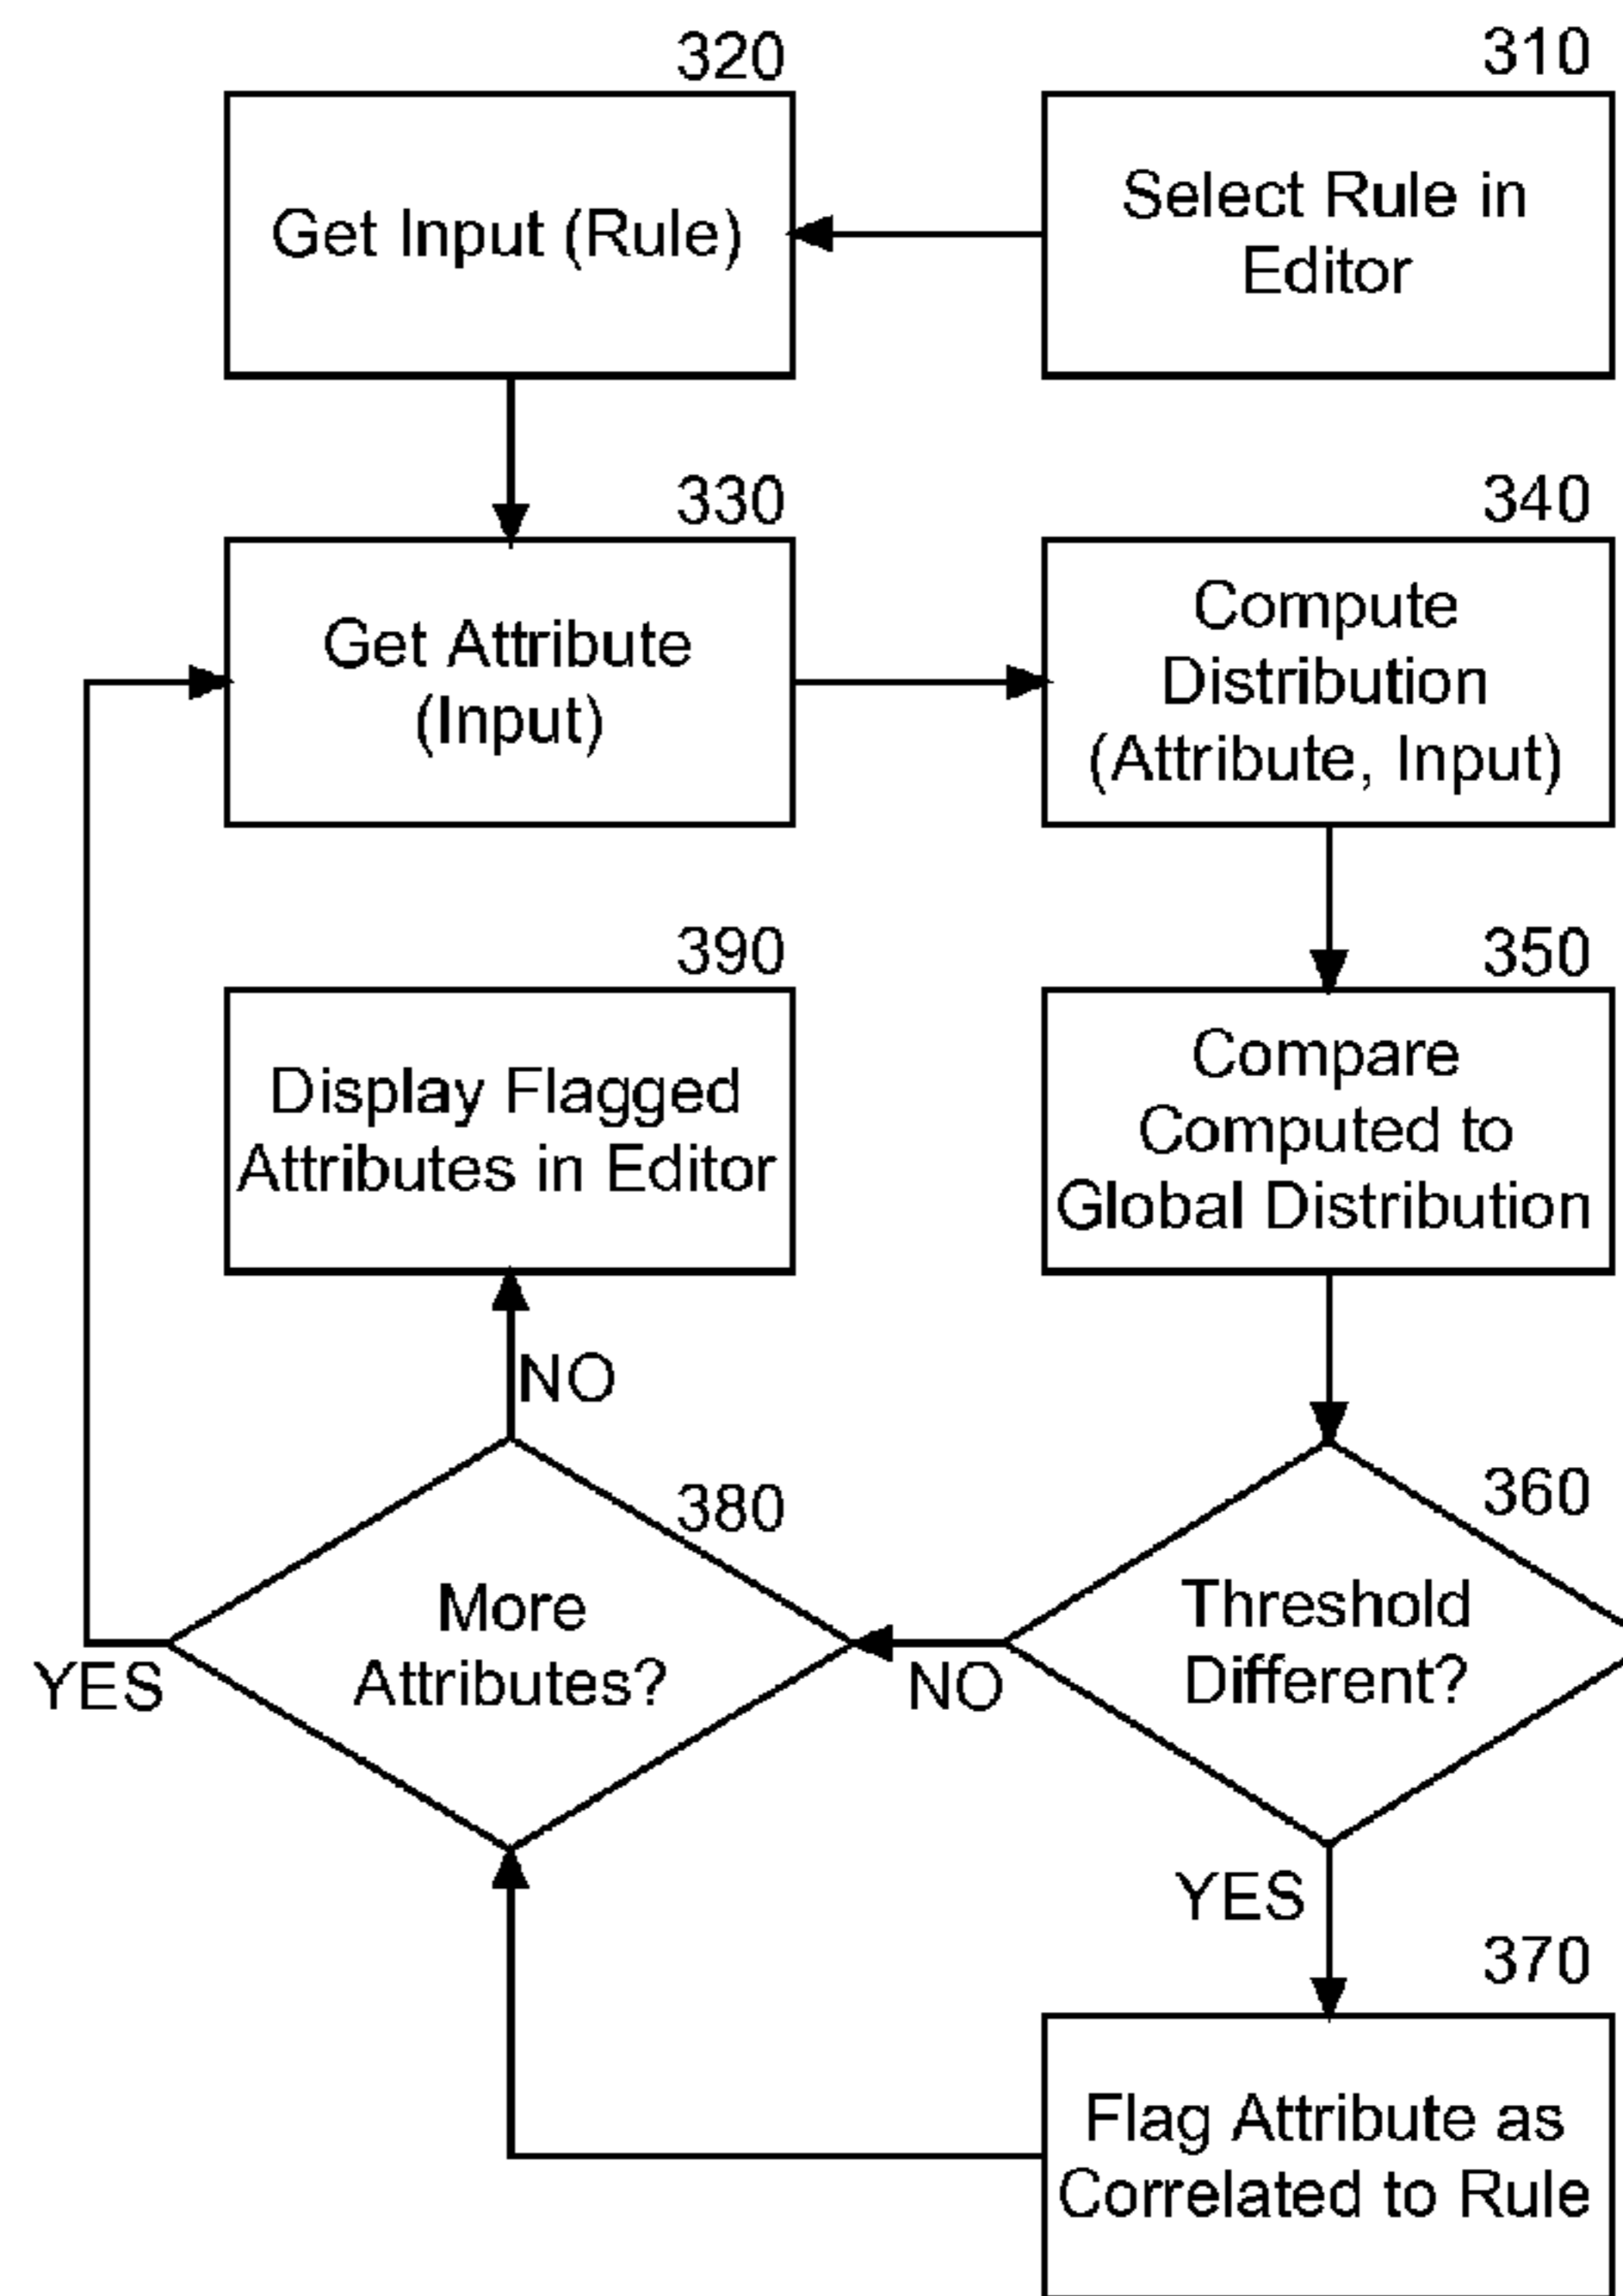 320
310
Get Input (Rule)
Select Rule in
Editor
330
340
Get Attribute
(Input)
Compute
Distribution
(Attribute, Input)
390
350
Display Flagged
Attributes in Editor
Compare
Computed to
Global Distribution
NO
380
360
More
Attributes?
Threshold
Different?
YES
NO
YES
370
Flag Attribute as
Correlated to Rule